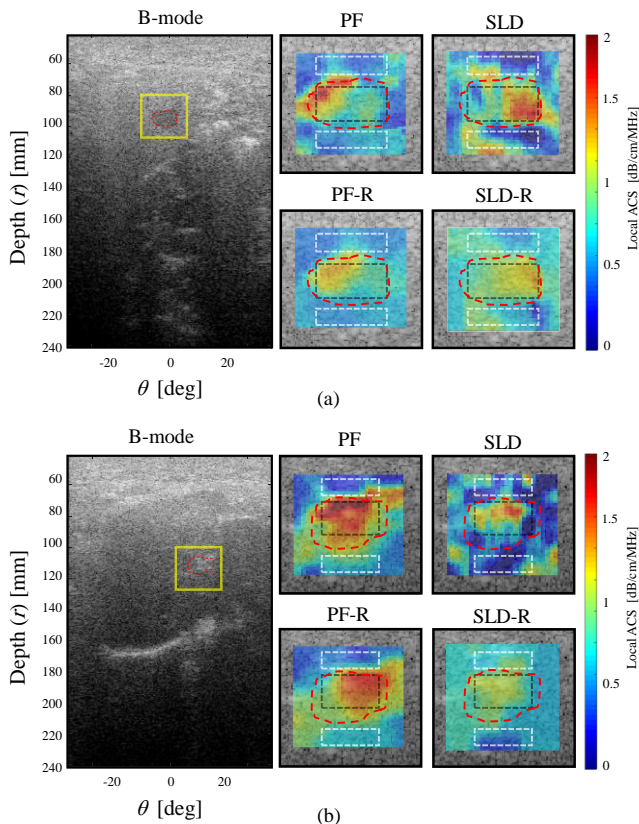 B-mode
PF
SLD
60
80
100
120
140
160
180
200
220
240
Depth (r) [mm]
-20
0
20
θ [deg]
PF-R
SLD-R
2
1.5
1
0.5
0
Local ACS [dB/cm/MHz]
(a)
B-mode
PF
SLD
60
80
100
120
140
160
180
200
220
240
Depth (r) [mm]
-20
0
20
θ [deg]
PF-R
SLD-R
2
1.5
1
0.5
0
Local ACS [dB/cm/MHz]
(b)